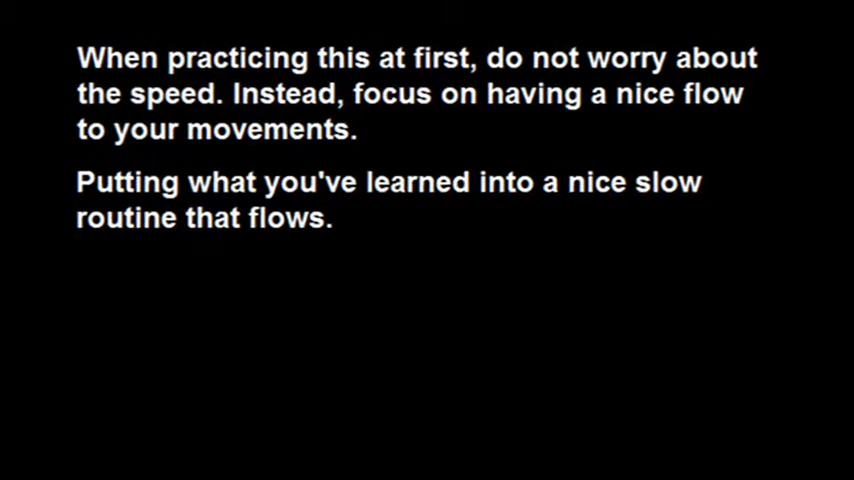 When practicing this at first, do not worry about
the speed. Instead, focus on having a nice flow
to your movements.
Putting what you've learned into a nice slow
routine that flows.